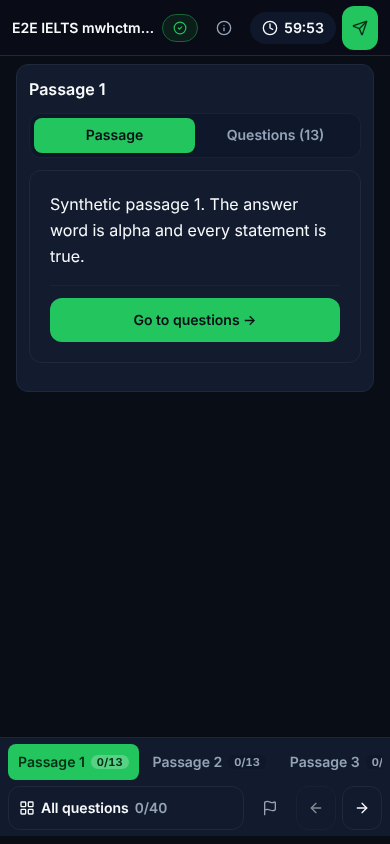 E2E IELTS mwhctm...
59:53
Passage 1
Passage
Questions (13)
Synthetic passage 1. The answer
word is alpha and every statement is
true.
Go to questions →
Passage 1 0/13
Passage 2 0/13
Passage 3 0/
All questions 0/40